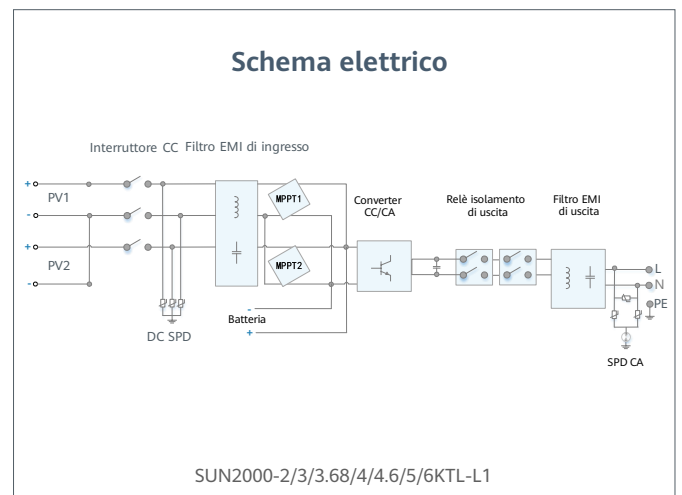 Schema elettrico
Interruttore CC Filtro EMI di ingresso
+
PV1
-
+
PV2
-
MPPT1
MPPT2
Converter
CC/CA
Relè isolamento
di uscita
Filtro EMI
di uscita
L
N
PE
-
Batteria
+
DC SPD
SPD CA
SUN2000-2/3/3.68/4/4.6/5/6KTL-L1